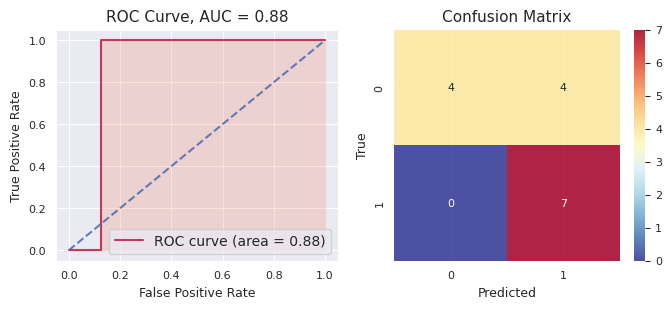 ROC Curve, AUC = 0.88
True Positive Rate
1.0
0.8
0.6
0.4
0.2
0.0
ROC curve (area = 0.88)
0.0 0.2 0.4 0.6 0.8 1.0
False Positive Rate
Confusion Matrix
True
0
1
4 4
0 7
0 1
Predicted
7
6
5
4
3
2
1
0